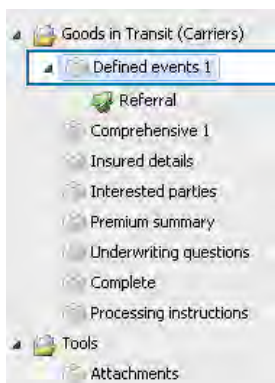 Goods in Transit (Carriers)
Defined events 1
Referral
Comprehensive 1
Insured details
Interested parties
Premium summary
Underwriting questions
Complete
Processing instructions
Tools
Attachments